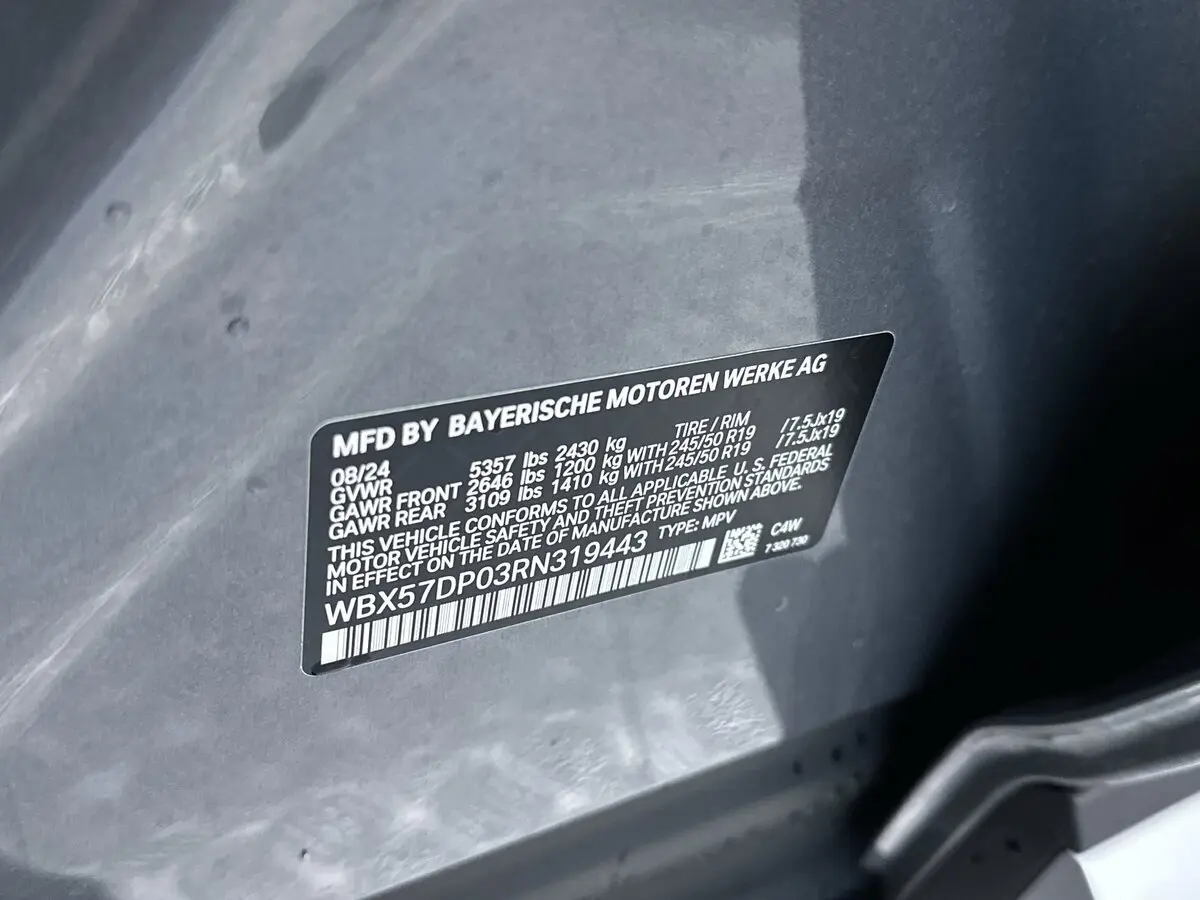 MFD BY BAYERISCHE MOTOREN WERKE AG
08/24 TIRE / RIM
GVWR 5357 lbs 2430 kg
GAWR FRONT 2646 lbs 1200 kg WITH 245/50 R19 /7.5Jx19
GAWR REAR 3109 lbs 1410 kg WITH 245/50 R19 /7.5Jx19
THIS VEHICLE CONFORMS TO ALL APPLICABLE U. S. FEDERAL
MOTOR VEHICLE SAFETY AND THEFT PREVENTION STANDARDS
IN EFFECT ON THE DATE OF MANUFACTURE SHOWN ABOVE.
WBX57DP03RN319443 TYPE: MPV C4W
7 320 730